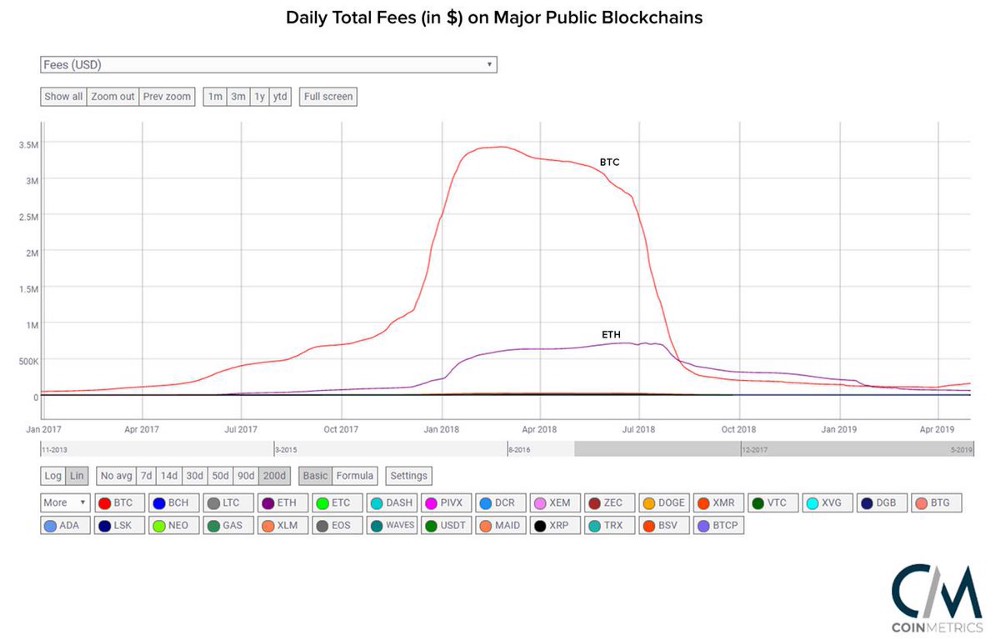 Daily Total Fees (in $) on Major Public Blockchains
Fees (USD)
Show all Zoom out Prev zoom 1m 3m 1y ytd Full screen
3.5M
BTC
3M
2.5M
2M
1.5M
1M
ETH
500K
0
Jan 2017 Apr 2017 Jul 2017 Oct 2017 Jan 2018 Apr 2018 Jul 2018 Oct 2018 Jan 2019 Apr 2019
11-2013 3-2015 8-2016 12-2017 5-2019
Log Lin No avg 7d 14d 30d 50d 90d 200d Basic Formula Settings
More BTC BCH LTC ETH ETC DASH PIVX DCR XEM ZEC DOGE XMR VTC XVG DGB BTG
ADA LSK NEO GAS XLM EOS WAVES USDT MAID XRP TRX BSV BTCP
CM
COINMETRICS